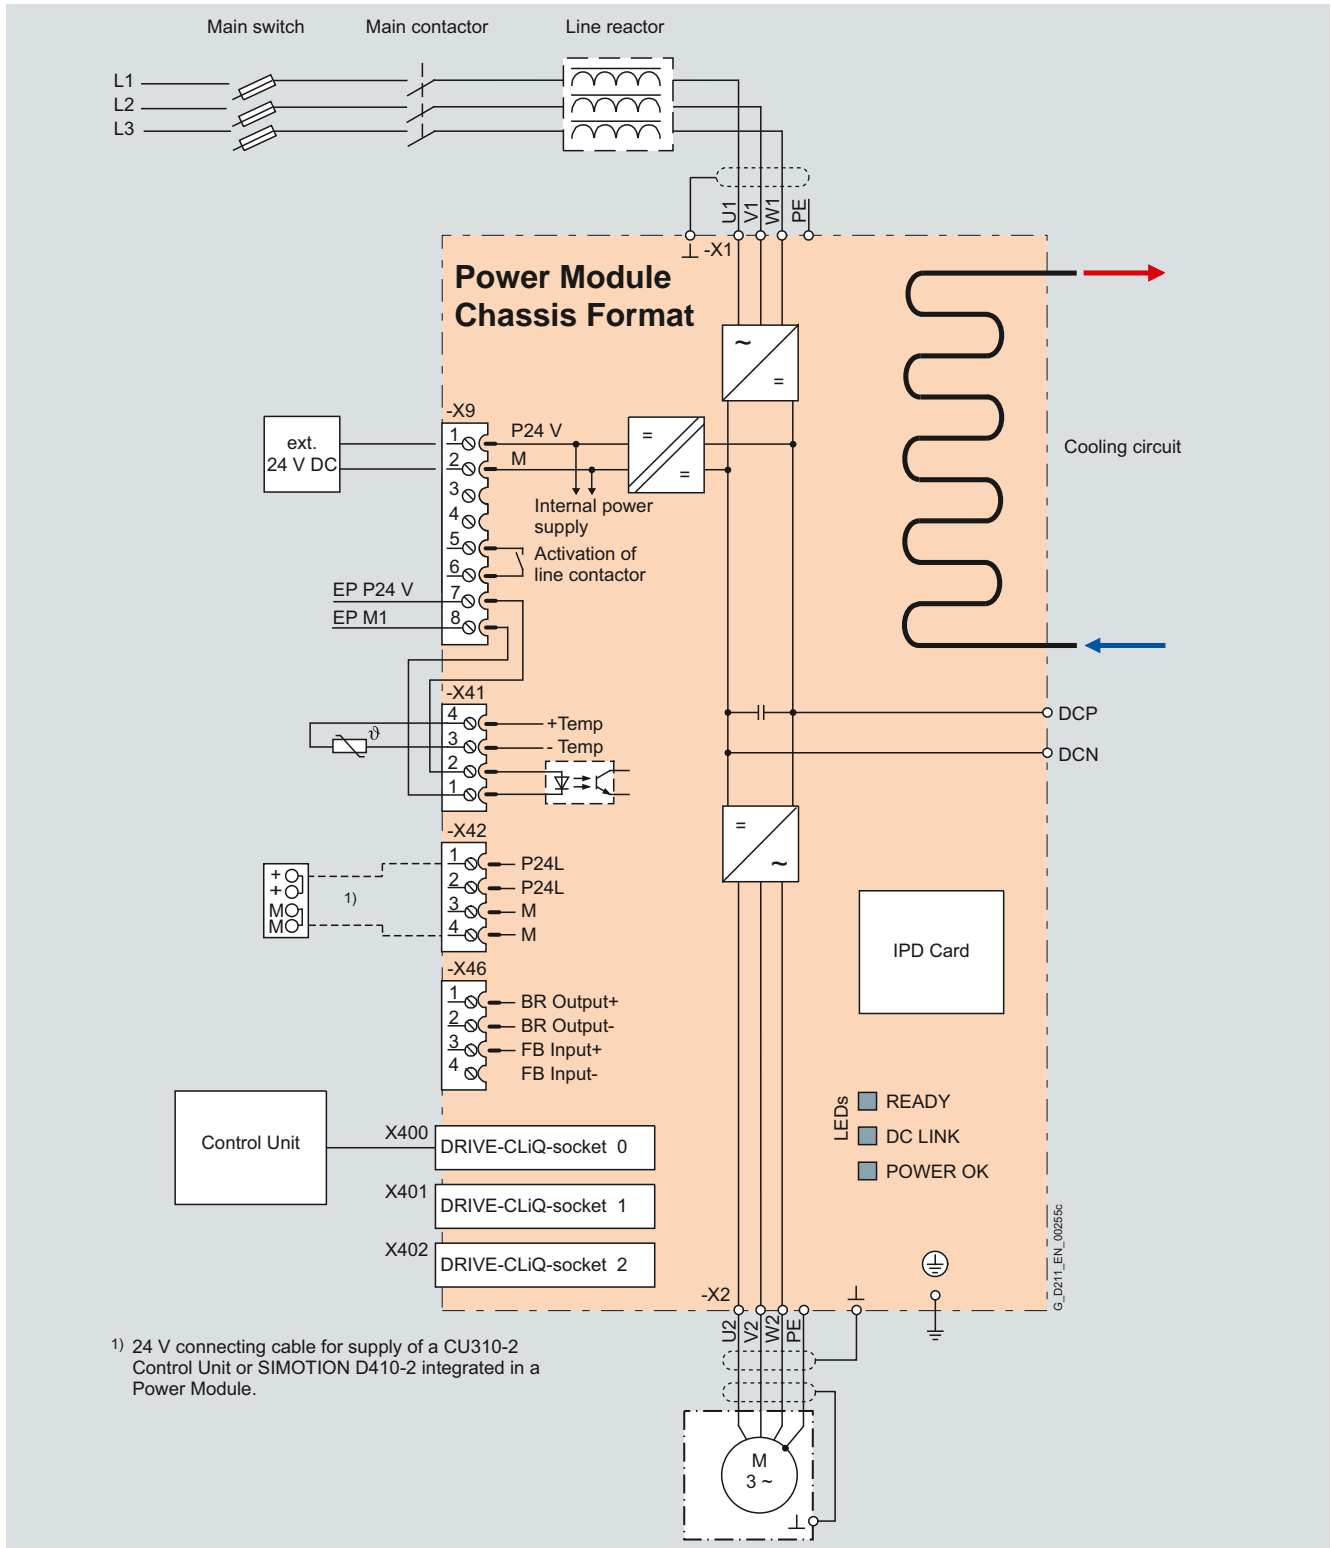 Main switch Main contactor Line reactor
L1
L2
L3
U1
V1
W1
PE
-X1
Power Module
Chassis Format
~
=
-X9
ext.
24 V DC
1
P24 V
2
M
=
=
3
4
Internal power
supply
5
6
Activation of
line contactor
EP P24 V
7
EP M1
8
Cooling circuit
-X41
4
+Temp
ϑ
3
- Temp
2
1
DCP
DCN
=
~
-X42
1
P24L
2
P24L
3
M
4
M
+
+
M
M
1)
IPD Card
-X46
1
BR Output+
2
BR Output-
3
FB Input+
4
FB Input-
Control Unit
X400
DRIVE-CLiQ-socket 0
X401
DRIVE-CLiQ-socket 1
X402
DRIVE-CLiQ-socket 2
LEDs
READY
DC LINK
POWER OK
G_D211_EN_00255c
-X2
U2
V2
W2
PE
1) 24 V connecting cable for supply of a CU310-2
Control Unit or SIMOTION D410-2 integrated in a
Power Module.
M
3 ~